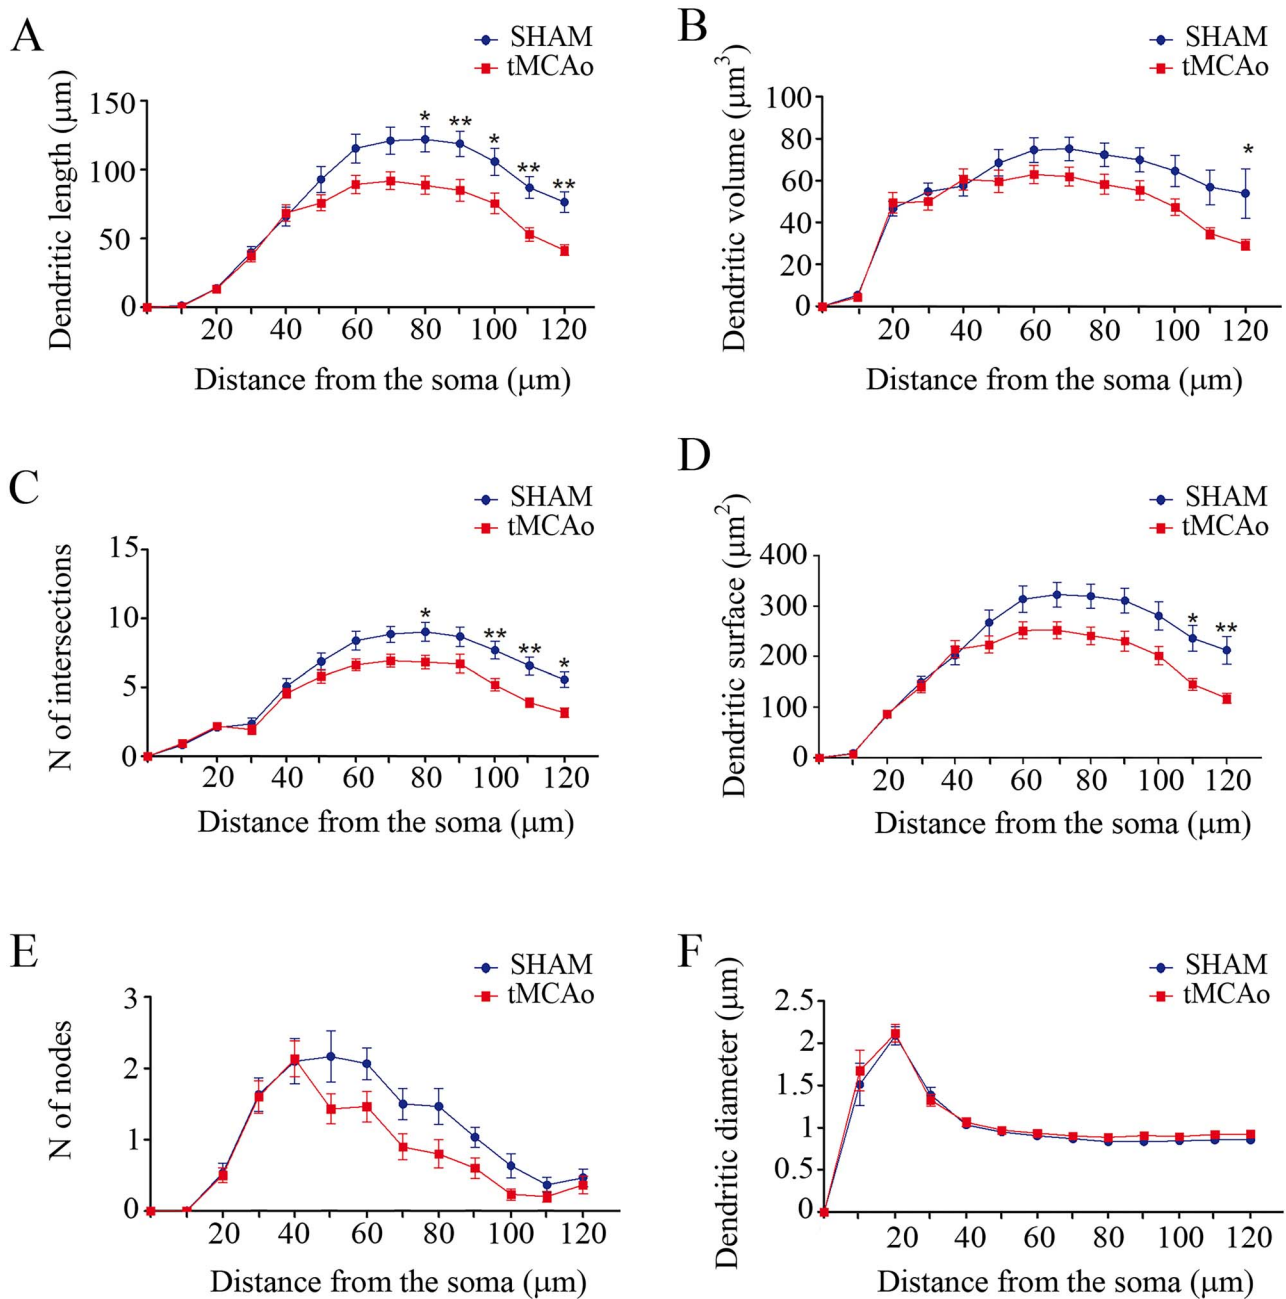 A
SHAM
tMCAo
Dendritic length (μm)
150
100
50
0
* ** * ** **
20 40 60 80 100 120
Distance from the soma (μm)
B
SHAM
tMCAo
Dendritic volume (μm³)
100
80
60
40
20
0
*
20 40 60 80 100 120
Distance from the soma (μm)
C
SHAM
tMCAo
N of intersections
15
10
5
0
* ** ** *
20 40 60 80 100 120
Distance from the soma (μm)
D
SHAM
tMCAo
Dendritic surface (μm²)
400
300
200
100
0
* **
20 40 60 80 100 120
Distance from the soma (μm)
E
SHAM
tMCAo
N of nodes
3
2
1
0
20 40 60 80 100 120
Distance from the soma (μm)
F
SHAM
tMCAo
Dendritic diameter (μm)
2.5
2
1.5
1
0.5
0
20 40 60 80 100 120
Distance from the soma (μm)